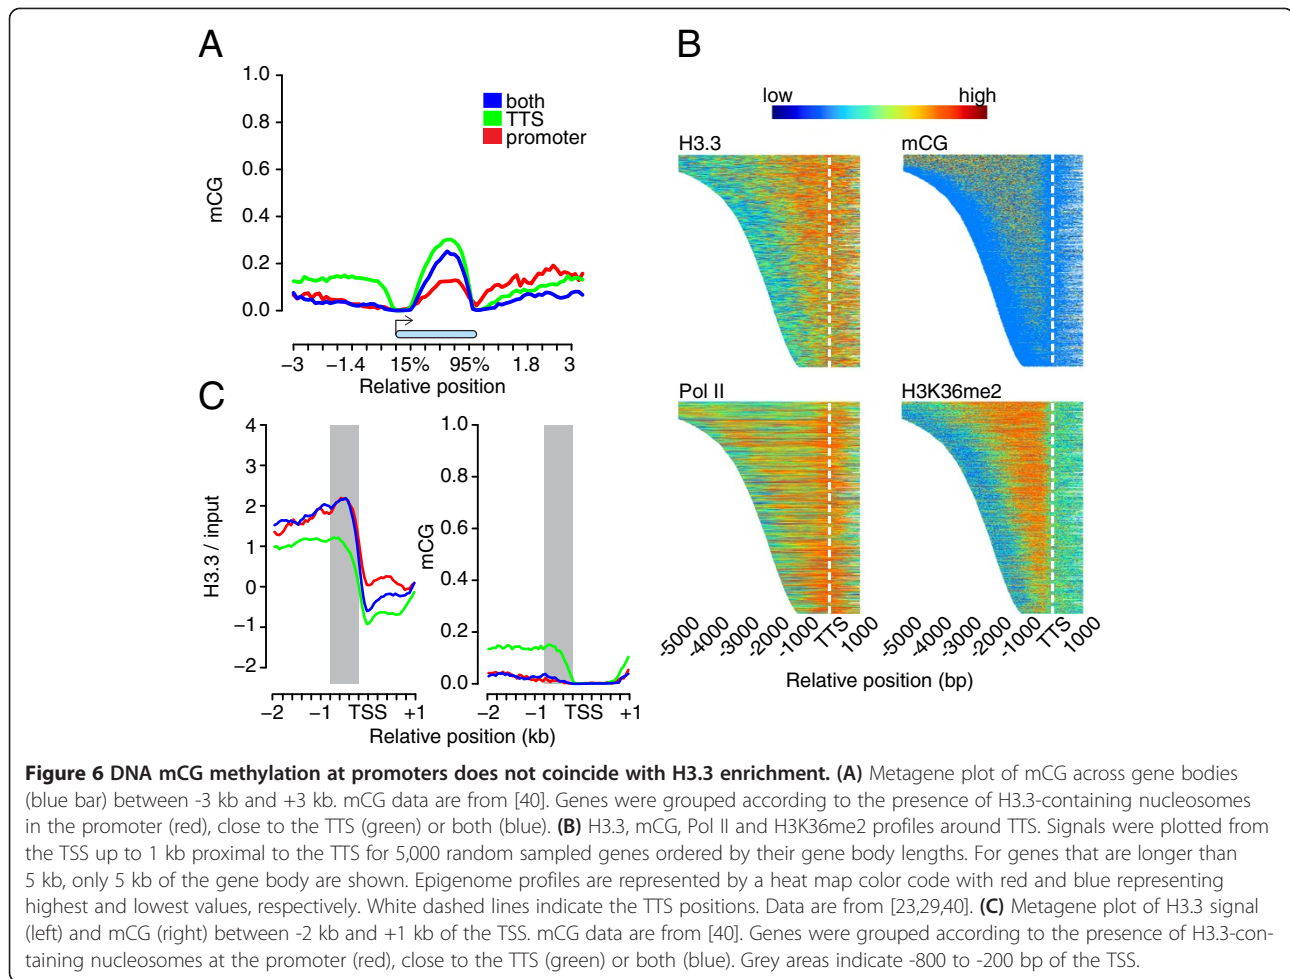 A
B
1.0
0.8
0.6
0.4
0.2
0.0
mCG
both
TTS
promoter
−3 −1.4 15% 95% 1.8 3
Relative position
low high
H3.3 mCG
Pol II H3K36me2
-5000 -4000 -3000 -2000 -1000 TTS 1000
-5000 -4000 -3000 -2000 -1000 TTS 1000
Relative position (bp)
C
4
3
2
1
0
−1
−2
H3.3 / input
−2 −1 TSS +1
1.0
0.8
0.6
0.4
0.2
0.0
mCG
−2 −1 TSS +1
Relative position (kb)
Figure 6 DNA mCG methylation at promoters does not coincide with H3.3 enrichment. (A) Metagene plot of mCG across gene bodies
(blue bar) between -3 kb and +3 kb. mCG data are from [40]. Genes were grouped according to the presence of H3.3-containing nucleosomes
in the promoter (red), close to the TTS (green) or both (blue). (B) H3.3, mCG, Pol II and H3K36me2 profiles around TTS. Signals were plotted from
the TSS up to 1 kb proximal to the TTS for 5,000 random sampled genes ordered by their gene body lengths. For genes that are longer than
5 kb, only 5 kb of the gene body are shown. Epigenome profiles are represented by a heat map color code with red and blue representing
highest and lowest values, respectively. White dashed lines indicate the TTS positions. Data are from [23,29,40]. (C) Metagene plot of H3.3 signal
(left) and mCG (right) between -2 kb and +1 kb of the TSS. mCG data are from [40]. Genes were grouped according to the presence of H3.3-con-
taining nucleosomes at the promoter (red), close to the TTS (green) or both (blue). Grey areas indicate -800 to -200 bp of the TSS.